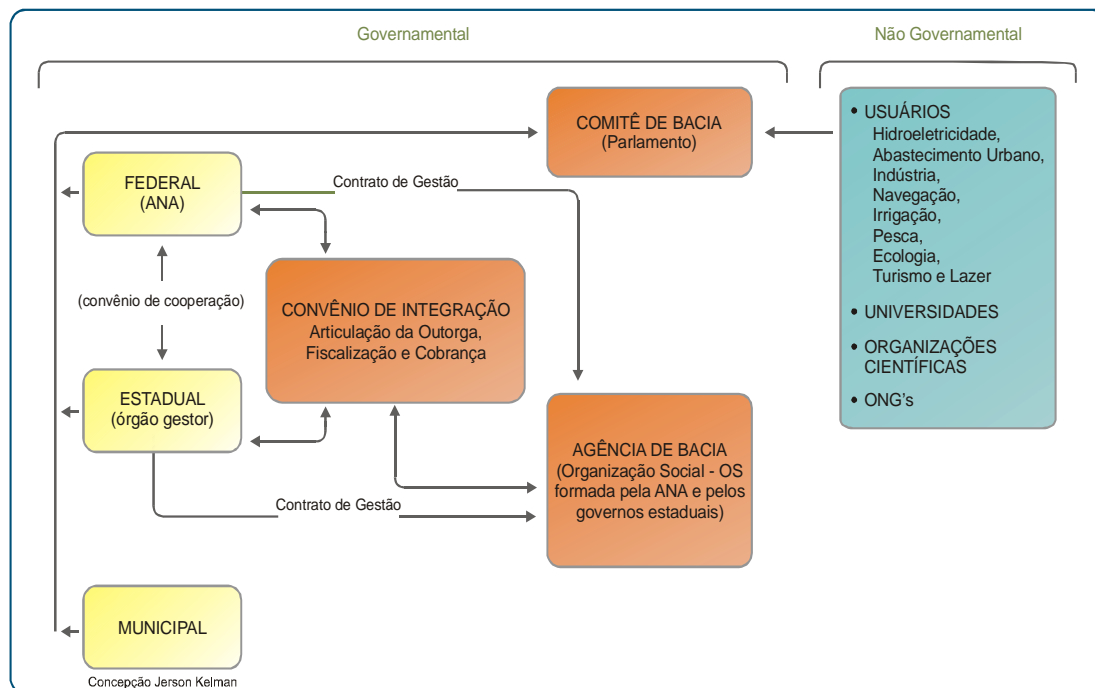 Governamental
Não Governamental
COMITÊ DE BACIA
(Parlamento)
• USUÁRIOS
Hidroeletricidade,
Abastecimento Urbano,
Indústria,
Navegação,
Irrigação,
Pesca,
Ecologia,
Turismo e Lazer
• UNIVERSIDADES
• ORGANIZAÇÕES
CIENTÍFICAS
• ONG's
FEDERAL
(ANA)
Contrato de Gestão
(convênio de cooperação)
CONVÊNIO DE INTEGRAÇÃO
Articulação da Outorga,
Fiscalização e Cobrança
ESTADUAL
(órgão gestor)
AGÊNCIA DE BACIA
(Organização Social - OS
formada pela ANA e pelos
governos estaduais)
Contrato de Gestão
MUNICIPAL
Concepção Jerson Kelman